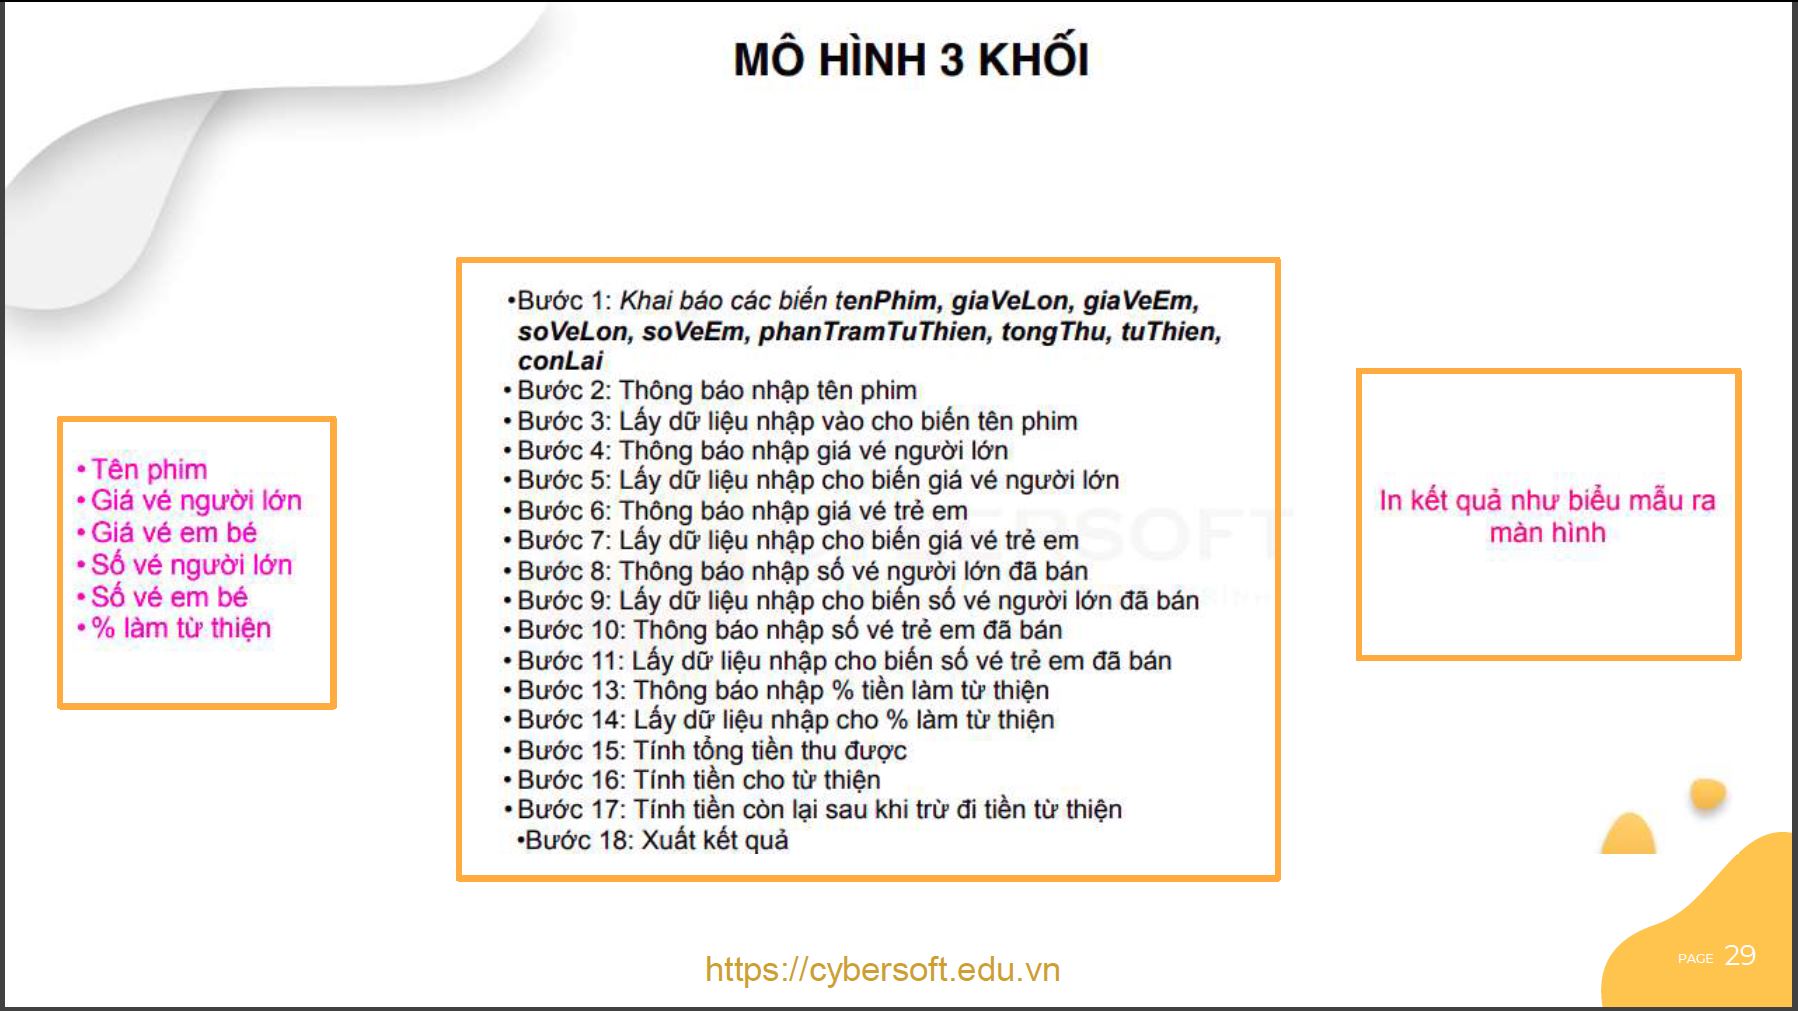 MÔ HÌNH 3 KHỐI
• Tên phim
• Giá vé người lớn
• Giá vé em bé
• Số vé người lớn
• Số vé em bé
• % làm từ thiện
•Bước 1: Khai báo các biến tenPhim, giaVeLon, giaVeEm,
soVeLon, soVeEm, phanTramTuThien, tongThu, tuThien,
conLai
• Bước 2: Thông báo nhập tên phim
• Bước 3: Lấy dữ liệu nhập vào cho biến tên phim
• Bước 4: Thông báo nhập giá vé người lớn
• Bước 5: Lấy dữ liệu nhập cho biến giá vé người lớn
• Bước 6: Thông báo nhập giá vé trẻ em
• Bước 7: Lấy dữ liệu nhập cho biến giá vé trẻ em
• Bước 8: Thông báo nhập số vé người lớn đã bán
• Bước 9: Lấy dữ liệu nhập cho biến số vé người lớn đã bán
• Bước 10: Thông báo nhập số vé trẻ em đã bán
• Bước 11: Lấy dữ liệu nhập cho biến số vé trẻ em đã bán
• Bước 13: Thông báo nhập % tiền làm từ thiện
• Bước 14: Lấy dữ liệu nhập cho % làm từ thiện
• Bước 15: Tính tổng tiền thu được
• Bước 16: Tính tiền cho từ thiện
• Bước 17: Tính tiền còn lại sau khi trừ đi tiền từ thiện
•Bước 18: Xuất kết quả
In kết quả như biểu mẫu ra
màn hình
https://cybersoft.edu.vn
PAGE 29